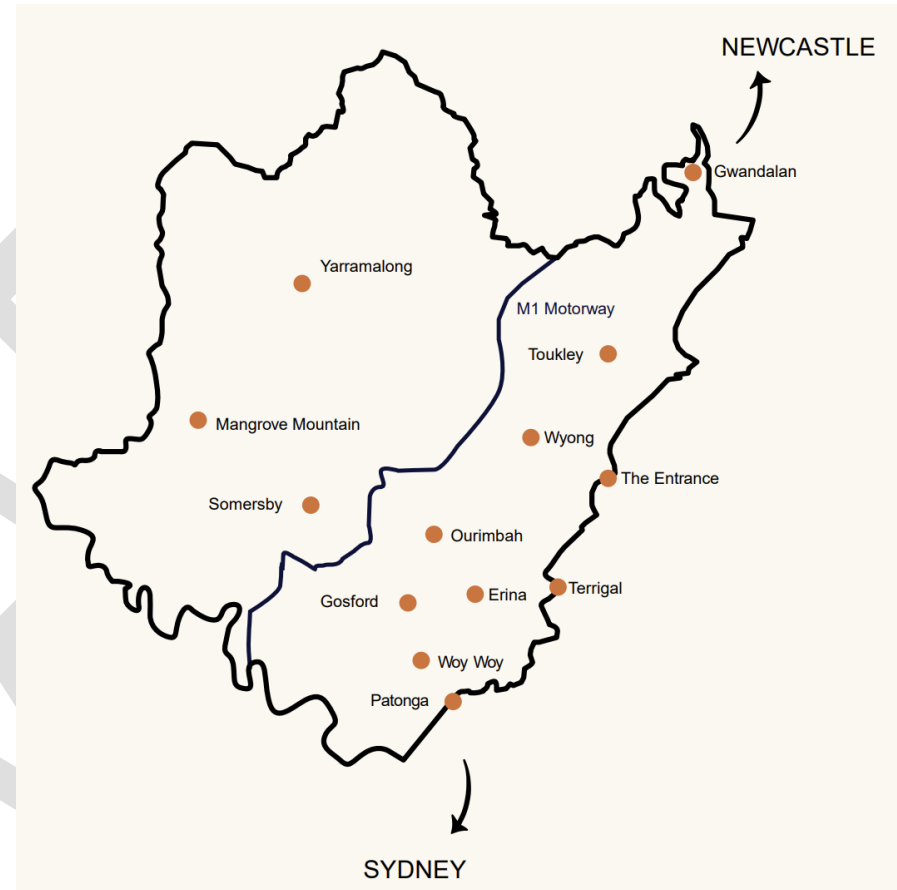 NEWCASTLE
Gwandalan
Yarramalong
M1 Motorway
Toukley
Mangrove Mountain
Wyong
The Entrance
Somersby
Ourimbah
Terrigal
Erina
Gosford
Woy Woy
Patonga
SYDNEY